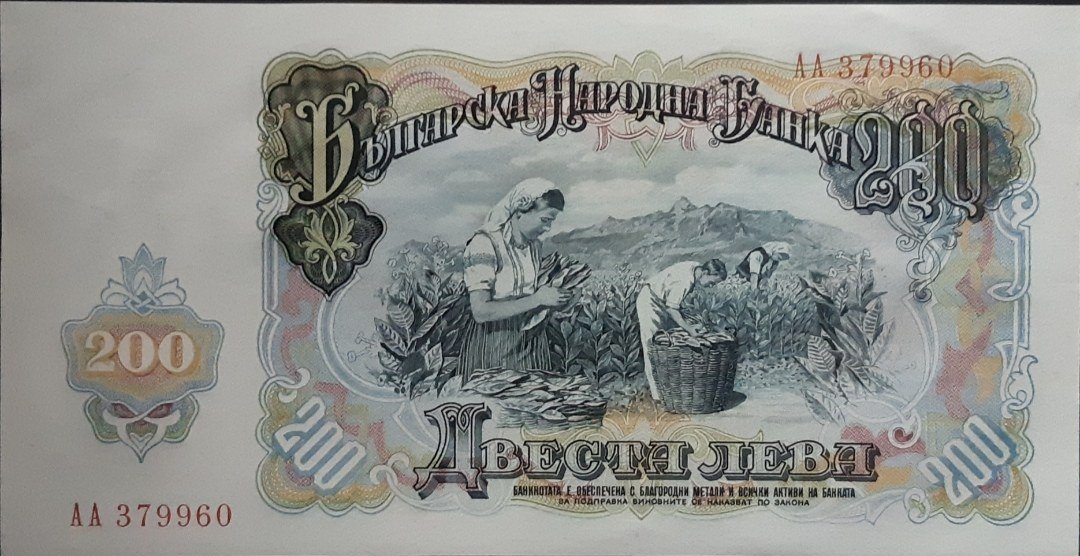 АА 379960
Българска Народна Банка
200
200
200
200
Двеста лева
БАНКНОТАТА Е ОБЕЗПЕЧЕНА С БЛАГОРОДНИ МЕТАЛИ И ВСИЧКИ АКТИВИ НА БАНКАТА
ЗА ПОДПРАВКА ВИНОВНИТЕ СЕ НАКАЗВАТ ПО ЗАКОНА
АА 379960